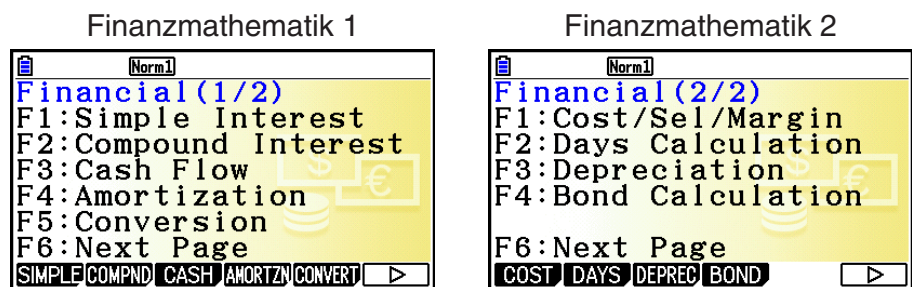 Finanzmathematik 1
Norm1
Financial(1/2)
F1:Simple Interest
F2:Compound Interest
F3:Cash Flow
F4:Amortization
F5:Conversion
F6:Next Page
SIMPLE COMPND CASH AMORTZN CONVERT ▷
Finanzmathematik 2
Norm1
Financial(2/2)
F1:Cost/Sel/Margin
F2:Days Calculation
F3:Depreciation
F4:Bond Calculation
F6:Next Page
COST DAYS DEPREC BOND ▷